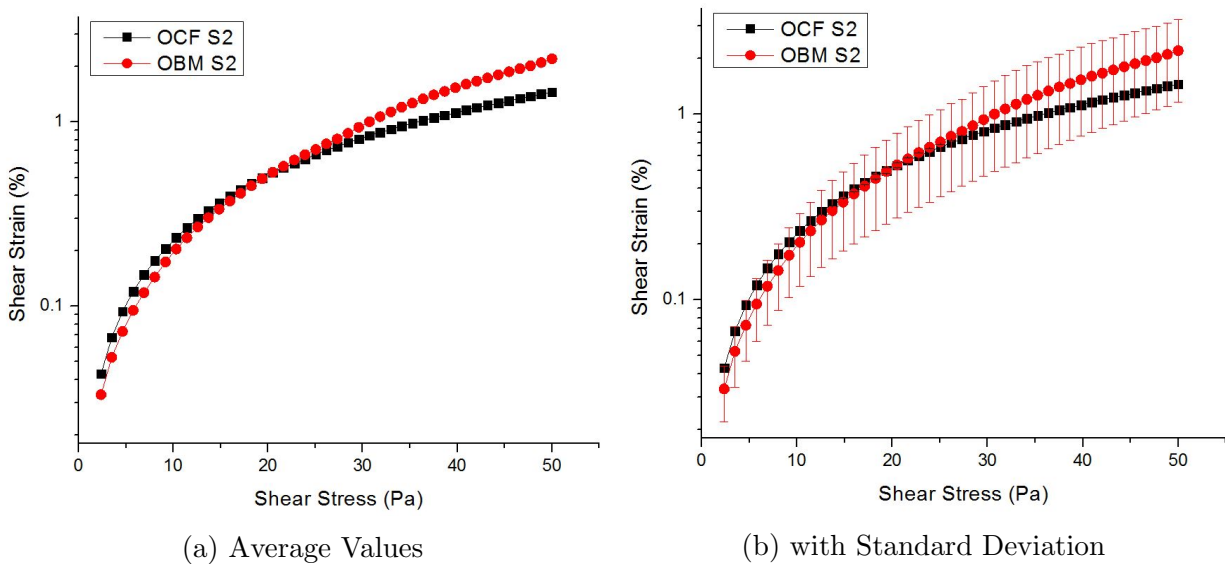 OCF S2
OBM S2
1
0.1
Shear Strain (%)
0 10 20 30 40 50
Shear Stress (Pa)
(a) Average Values
OCF S2
OBM S2
1
0.1
Shear Strain (%)
0 10 20 30 40 50
Shear Stress (Pa)
(b) with Standard Deviation